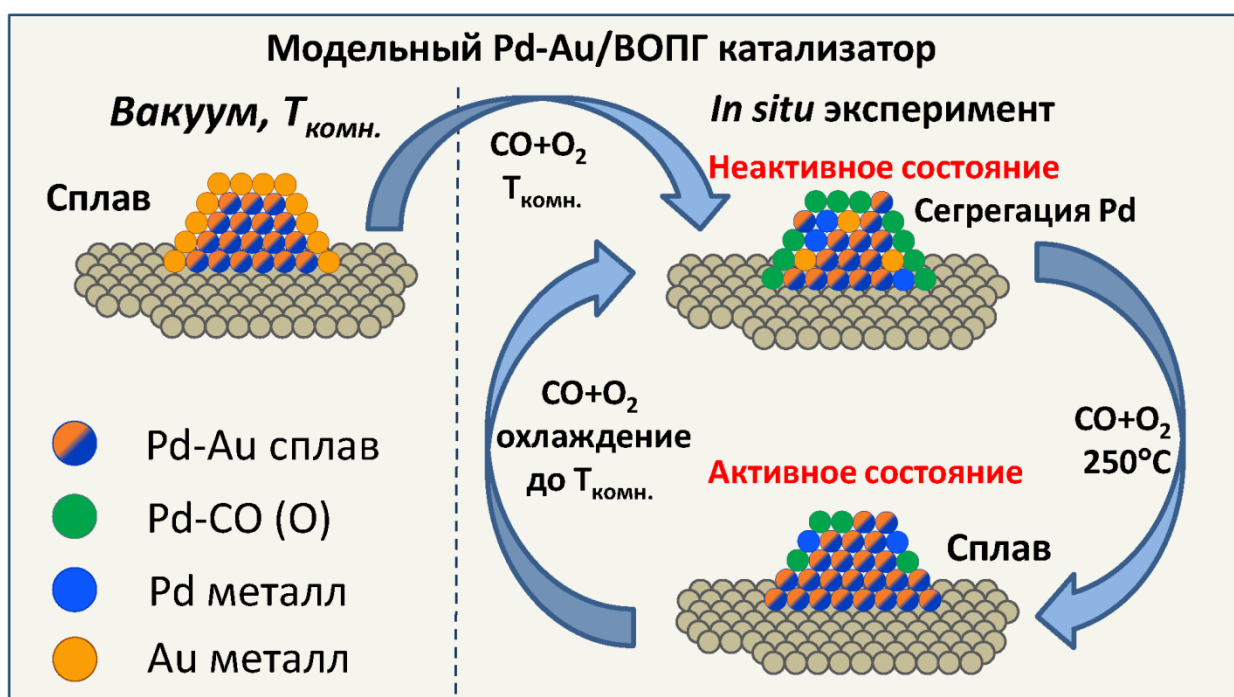 Модельный Pd-Au/ВОПГ катализатор
Вакуум, Tкомн.
Сплав
CO+O2
Tкомн.
In situ эксперимент
Неактивное состояние
Сегрегация Pd
CO+O2
охлаждение
до Tкомн.
CO+O2
250°C
Активное состояние
Сплав
Pd-Au сплав
Pd-CO (O)
Pd металл
Au металл